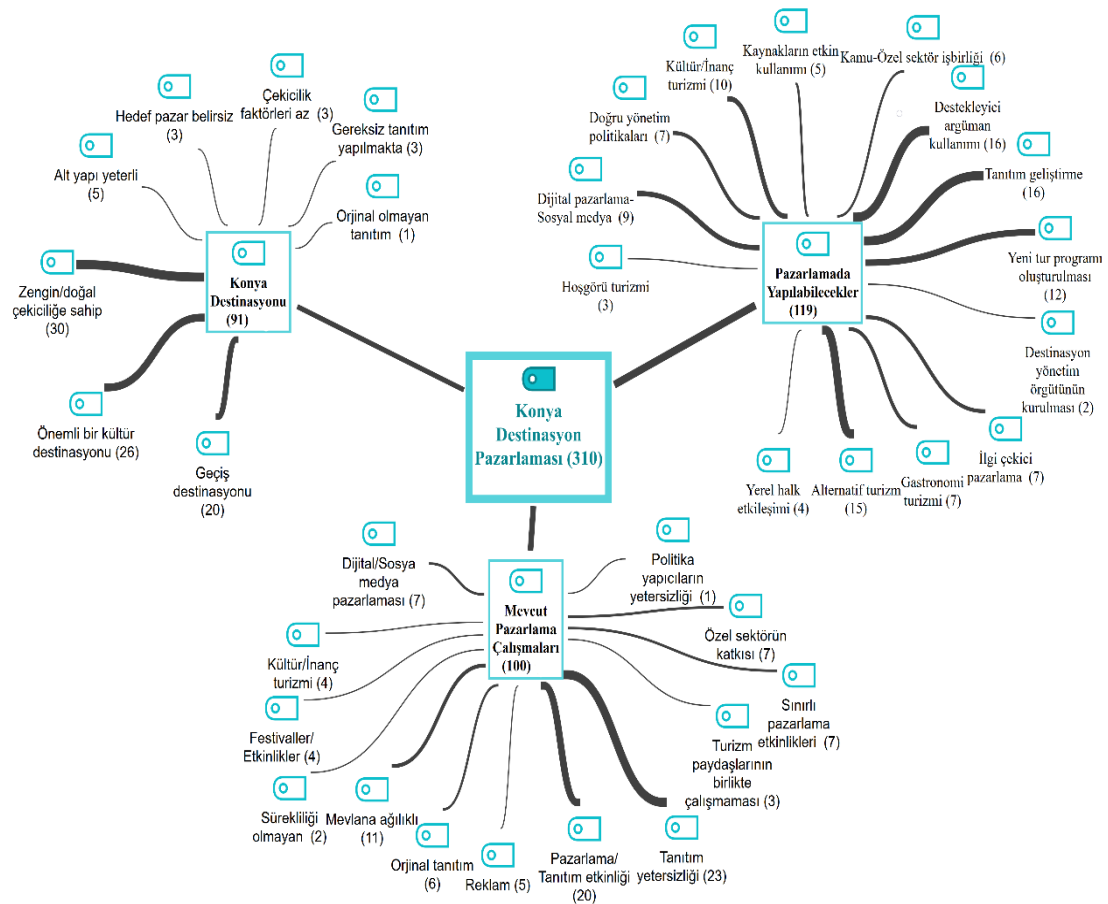 Konya
Destinasyon
Pazarlaması (310)
Konya
Destinasyonu
(91)
Hedef pazar belirsiz
(3)
Çekicilik
faktörleri az (3)
Gereksiz tanıtım
yapılmakta (3)
Orjinal olmayan
tanıtım (1)
Alt yapı yeterli
(5)
Zengin/doğal
çekiciliğe sahip
(30)
Önemli bir kültür
destinasyonu (26)
Geçiş
destinasyonu
(20)
Pazarlamada
Yapılabilecekler
(119)
Kültür/İnanç
turizmi (10)
Kaynakların etkin
kullanımı (5)
Kamu-Özel sektör işbirliği (6)
Destekleyici
argüman
kullanımı (16)
Tanıtım geliştirme
(16)
Yeni tur programı
oluşturulması
(12)
Destinasyon
yönetim
örgütünün
kurulması (2)
İlgi çekici
pazarlama (7)
Gastronomi
turizmi (7)
Alternatif turizm
(15)
Yerel halk
etkileşimi (4)
Hoşgörü turizmi
(3)
Dijital pazarlama-
Sosyal medya (9)
Doğru yönetim
politikaları (7)
Mevcut
Pazarlama
Çalışmaları
(100)
Dijital/Sosya
medya
pazarlaması (7)
Kültür/İnanç
turizmi (4)
Festivaller/
Etkinlikler (4)
Sürekliliği
olmayan (2)
Mevlana ağılıklı
(11)
Orjinal tanıtım
(6)
Reklam (5)
Pazarlama/
Tanıtım etkinliği
(20)
Tanıtım
yetersizliği (23)
Turizm
paydaşlarının
birlikte
çalışmaması (3)
Sınırlı
pazarlama
etkinlikleri (7)
Özel sektörün
katkısı (7)
Politika
yapıcıların
yetersizliği (1)